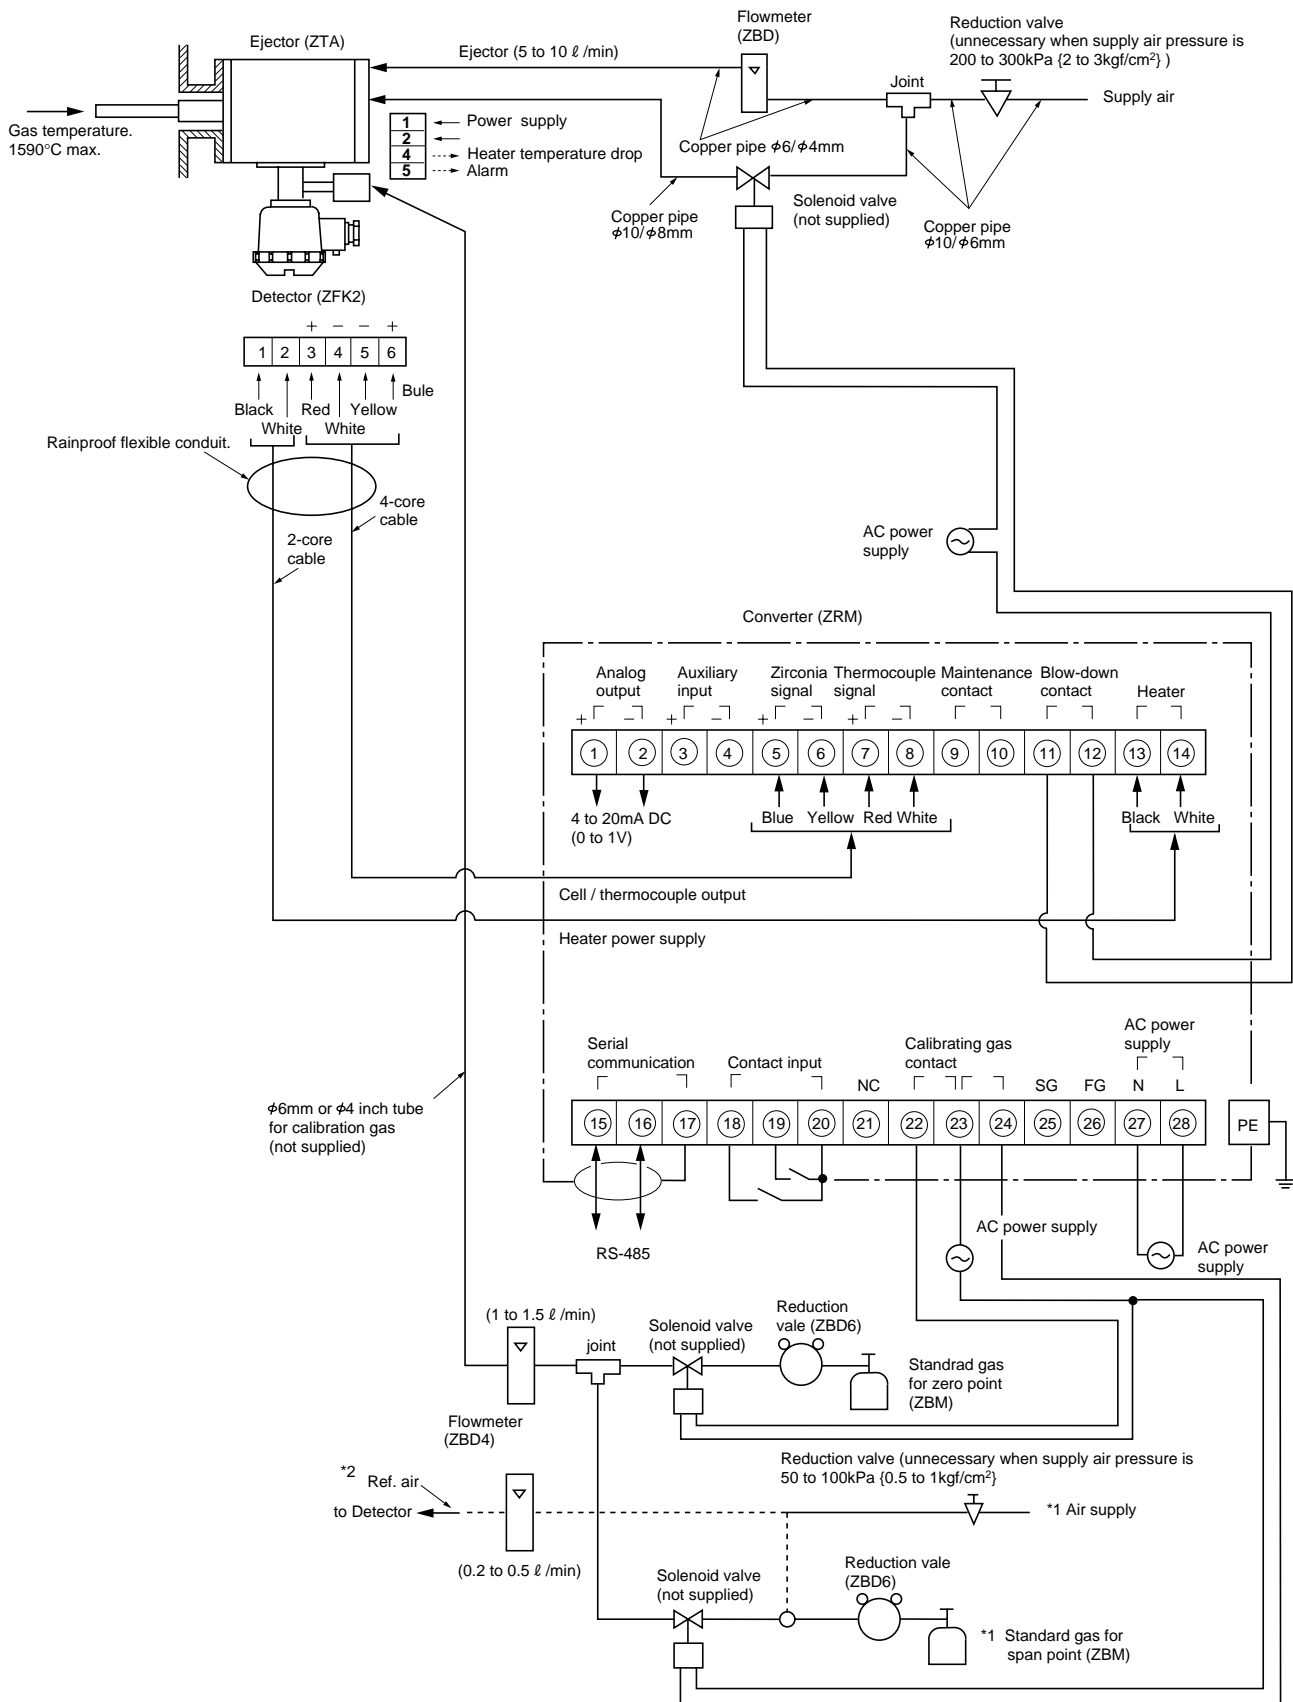 Flowmeter
(ZBD)
Reduction valve
(unnecessary when supply air pressure is
200 to 300kPa {2 to 3kgf/cm²} )
Ejector (ZTA)
Ejector (5 to 10 ℓ /min)
Joint
Supply air
Gas temperature.
1590°C max.
1 Power supply
2
4 Heater temperature drop
5 Alarm
Copper pipe ϕ6/ϕ4mm
Solenoid valve
(not supplied)
Copper pipe
ϕ10/ϕ8mm
Copper pipe
ϕ10/ϕ6mm
Detector (ZFK2)
+ − − +
1 2 3 4 5 6
Bule
Black Red Yellow
White White
Rainproof flexible conduit.
4-core
cable
2-core
cable
AC power
supply
Converter (ZRM)
Analog
output
Auxiliary
input
Zirconia
signal
Thermocouple
signal
Maintenance
contact
Blow-down
contact
Heater
+ − + − + − + −
1 2 3 4 5 6 7 8 9 10 11 12 13 14
4 to 20mA DC
(0 to 1V)
Blue Yellow Red White Black White
Cell / thermocouple output
Heater power supply
Serial
communication
Contact input
NC
Calibrating gas
contact
SG FG
AC power
supply
N L
15 16 17 18 19 20 21 22 23 24 25 26 27 28
PE
ϕ6mm or ϕ4 inch tube
for calibration gas
(not supplied)
RS-485
AC power supply
AC power
supply
(1 to 1.5 ℓ /min)
joint
Solenoid valve
(not supplied)
Reduction
vale (ZBD6)
Standrad gas
for zero point
(ZBM)
Flowmeter
(ZBD4)
Reduction valve (unnecessary when supply air pressure is
50 to 100kPa {0.5 to 1kgf/cm²}
*2 Ref. air
to Detector
*1 Air supply
(0.2 to 0.5 ℓ /min)
Solenoid valve
(not supplied)
Reduction vale
(ZBD6)
*1 Standard gas for
span point (ZBM)